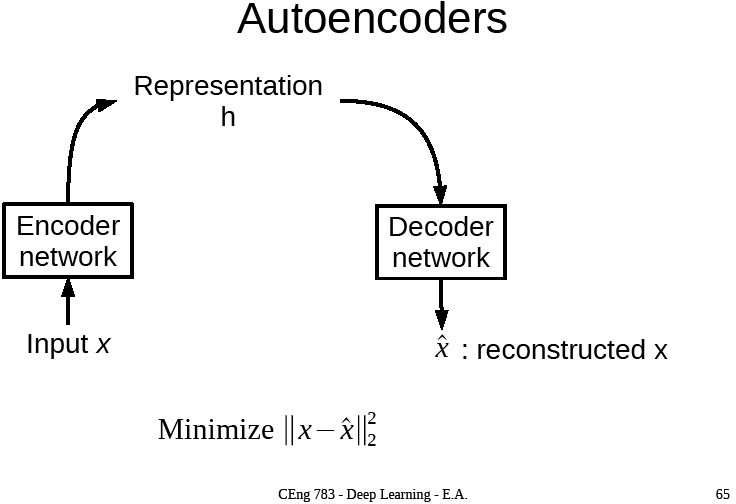 Autoencoders
Representation
h
Encoder
network
Decoder
network
Input x
x̂ : reconstructed x
Minimize ‖x−x̂‖₂²
CEng 783 - Deep Learning - E.A.
65